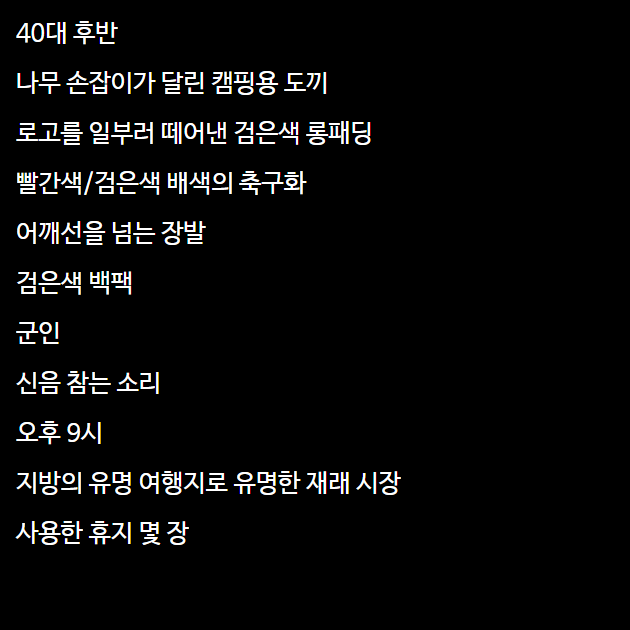 40대 후반
나무 손잡이가 달린 캠핑용 도끼
로고를 일부러 떼어낸 검은색 롱패딩
빨간색/검은색 배색의 축구화
어깨선을 넘는 장발
검은색 백팩
군인
신음 참는 소리
오후 9시
지방의 유명 여행지로 유명한 재래 시장
사용한 휴지 몇 장